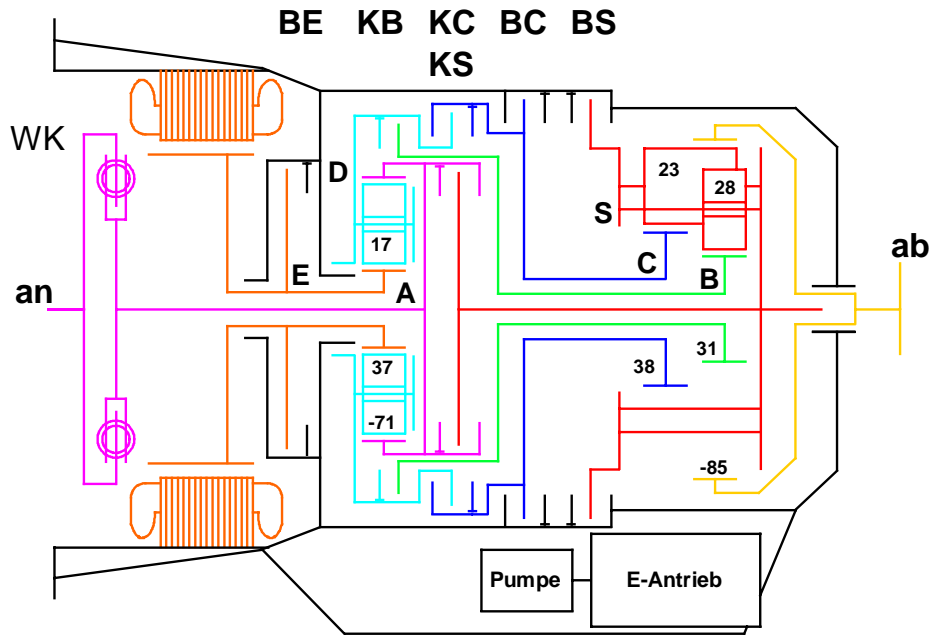 BE KB KC BC BS
KS
WK
D
23
28
S
17
E
C
B
ab
an
A
37
38
31
-71
-85
Pumpe
E-Antrieb